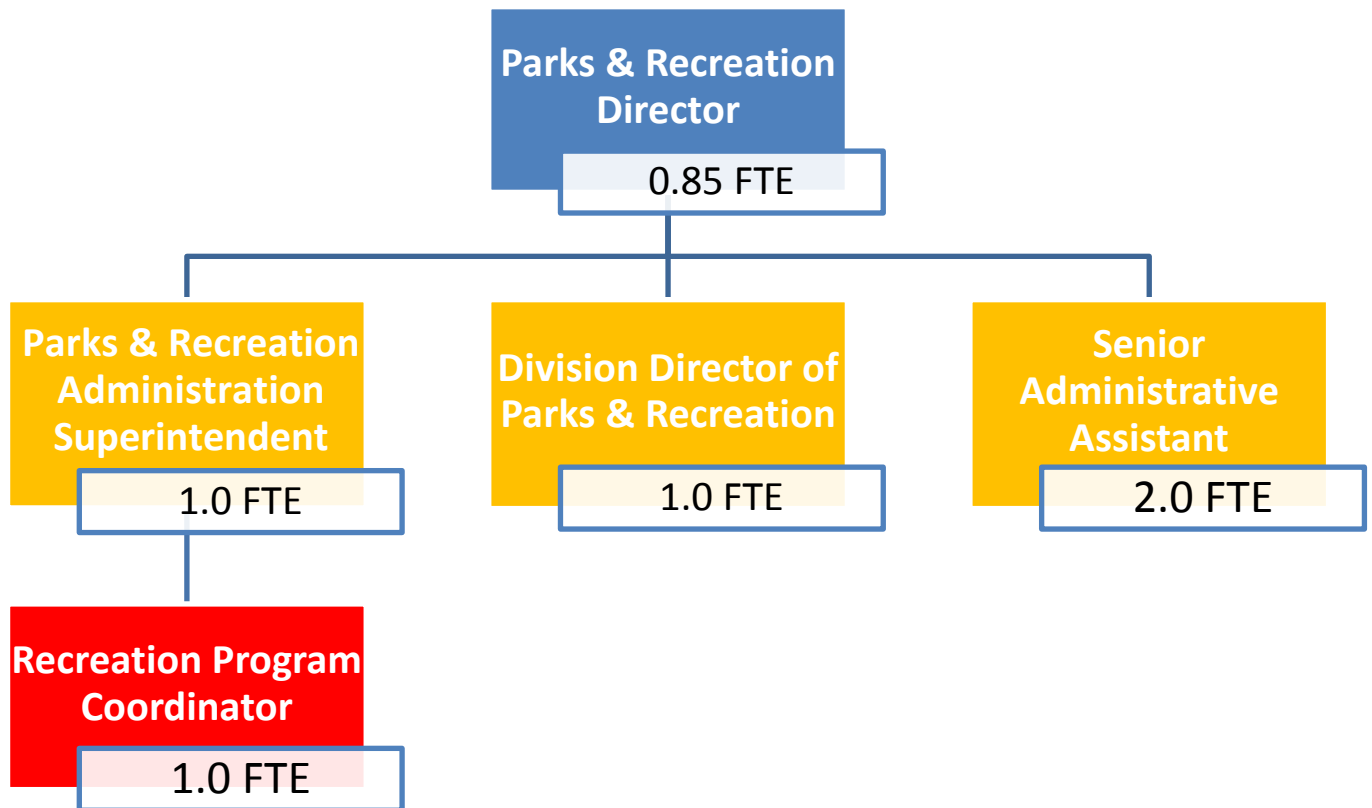 Parks & Recreation
Director
0.85 FTE
Parks & Recreation
Administration
Superintendent
1.0 FTE
Division Director of
Parks & Recreation
1.0 FTE
Senior
Administrative
Assistant
2.0 FTE
Recreation Program
Coordinator
1.0 FTE